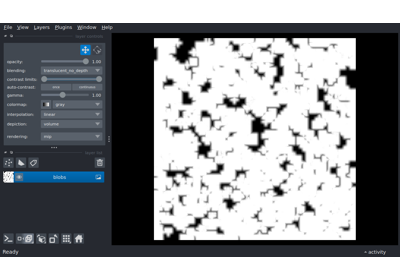 File View Layers Plugins Window Help
opacity: 1.00
blending: translucent_no_depth
contrast limits:
auto-contrast: once continuous
gamma: 1.00
colormap: gray
interpolation: linear
depiction: volume
rendering: mip
blobs
Ready activity